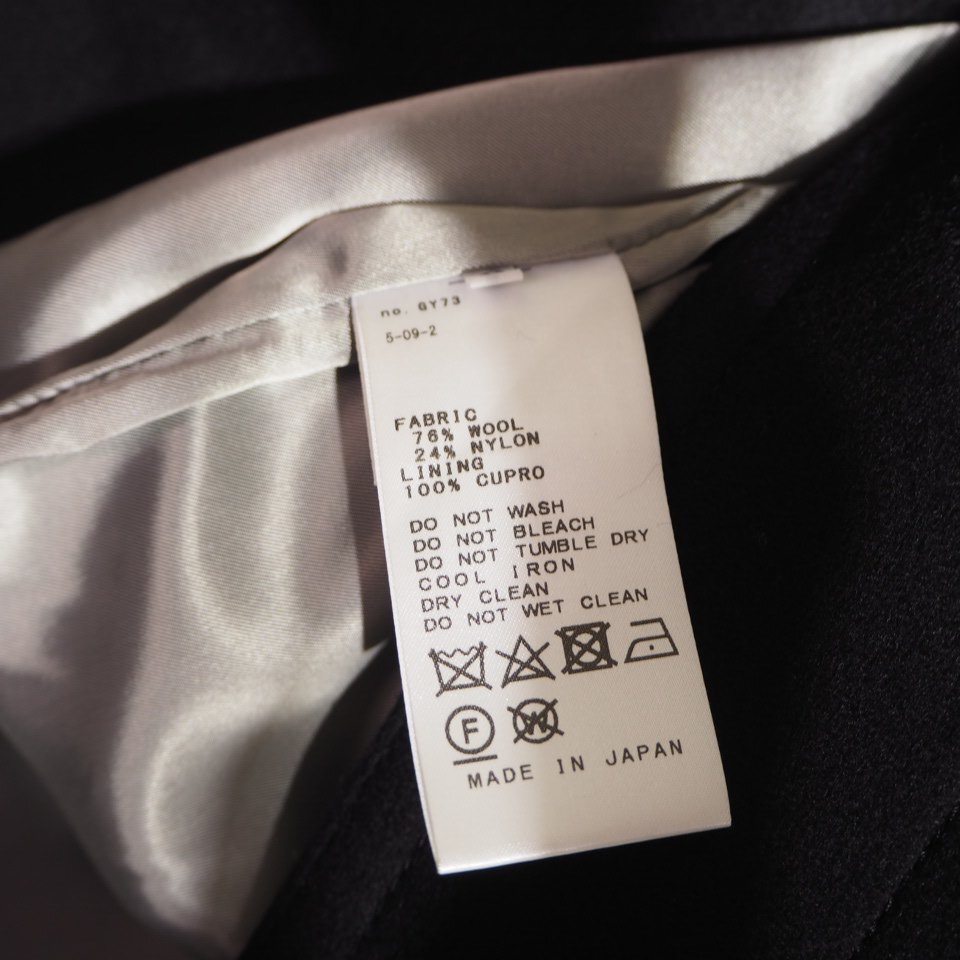 no. GY73
5-09-2
FABRIC
76% WOOL
24% NYLON
LINING
100% CUPRO
DO NOT WASH
DO NOT BLEACH
DO NOT TUMBLE DRY
COOL IRON
DRY CLEAN
DO NOT WET CLEAN
F W
MADE IN JAPAN